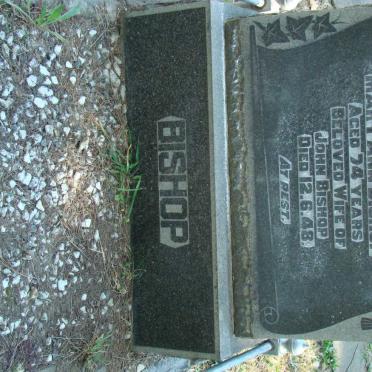 AGED 74 YEARS
BELOVED WIFE OF
JOHN BISHOP
DIED 12.6.48
AT REST
BISHOP